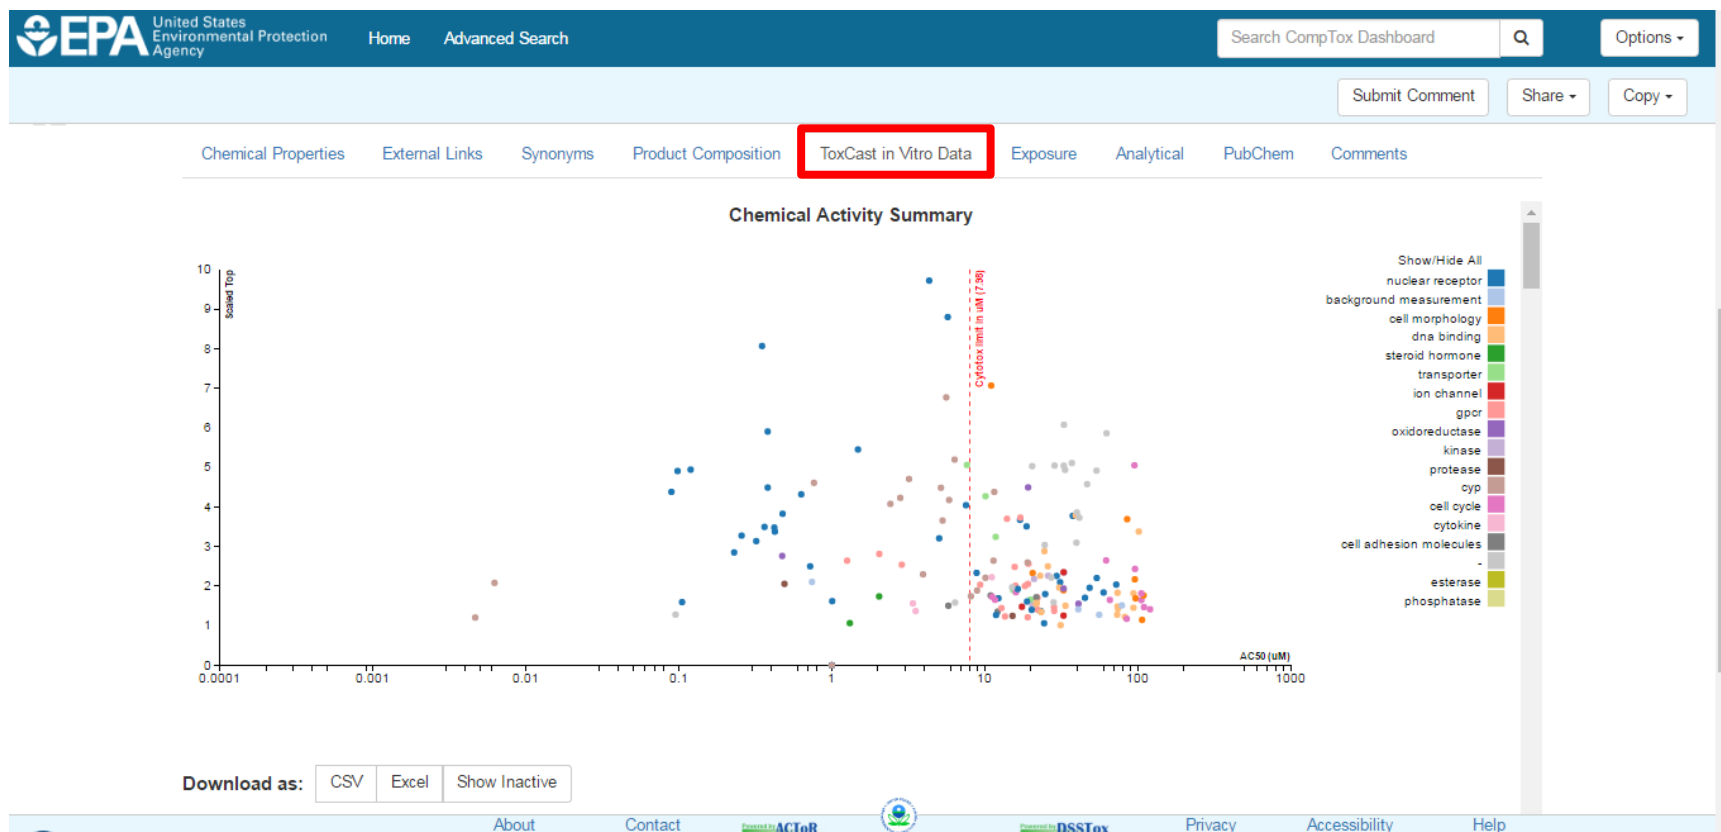 EPA United States
Environmental Protection
Agency
Home Advanced Search
Search CompTox Dashboard
Options
Submit Comment Share Copy
Chemical Properties External Links Synonyms Product Composition ToxCast in Vitro Data Exposure Analytical PubChem Comments
Chemical Activity Summary
Scaled Top
10
9
8
7
6
5
4
3
2
1
0
Cytotox limit in uM (7.98)
AC50 (uM)
0.0001 0.001 0.01 0.1 1 10 100 1000
Show/Hide All
nuclear receptor
background measurement
cell morphology
dna binding
steroid hormone
transporter
ion channel
gpcr
oxidoreductase
kinase
protease
cyp
cell cycle
cytokine
cell adhesion molecules
-
esterase
phosphatase
Download as: CSV Excel Show Inactive
About Contact Powered by ACToR Powered by DSSTox Privacy Accessibility Help